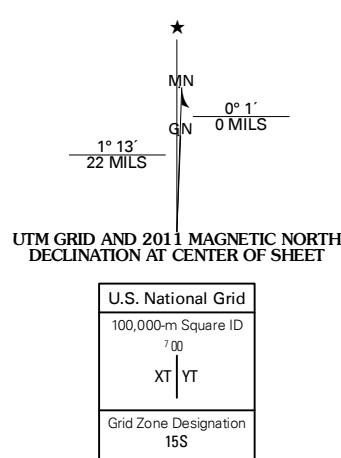 ★
MN
0° 1´
0 MILS
GN
1° 13´
22 MILS
UTM GRID AND 2011 MAGNETIC NORTH
DECLINATION AT CENTER OF SHEET
U.S. National Grid
100,000-m Square ID
⁷00
XT YT
Grid Zone Designation
15S